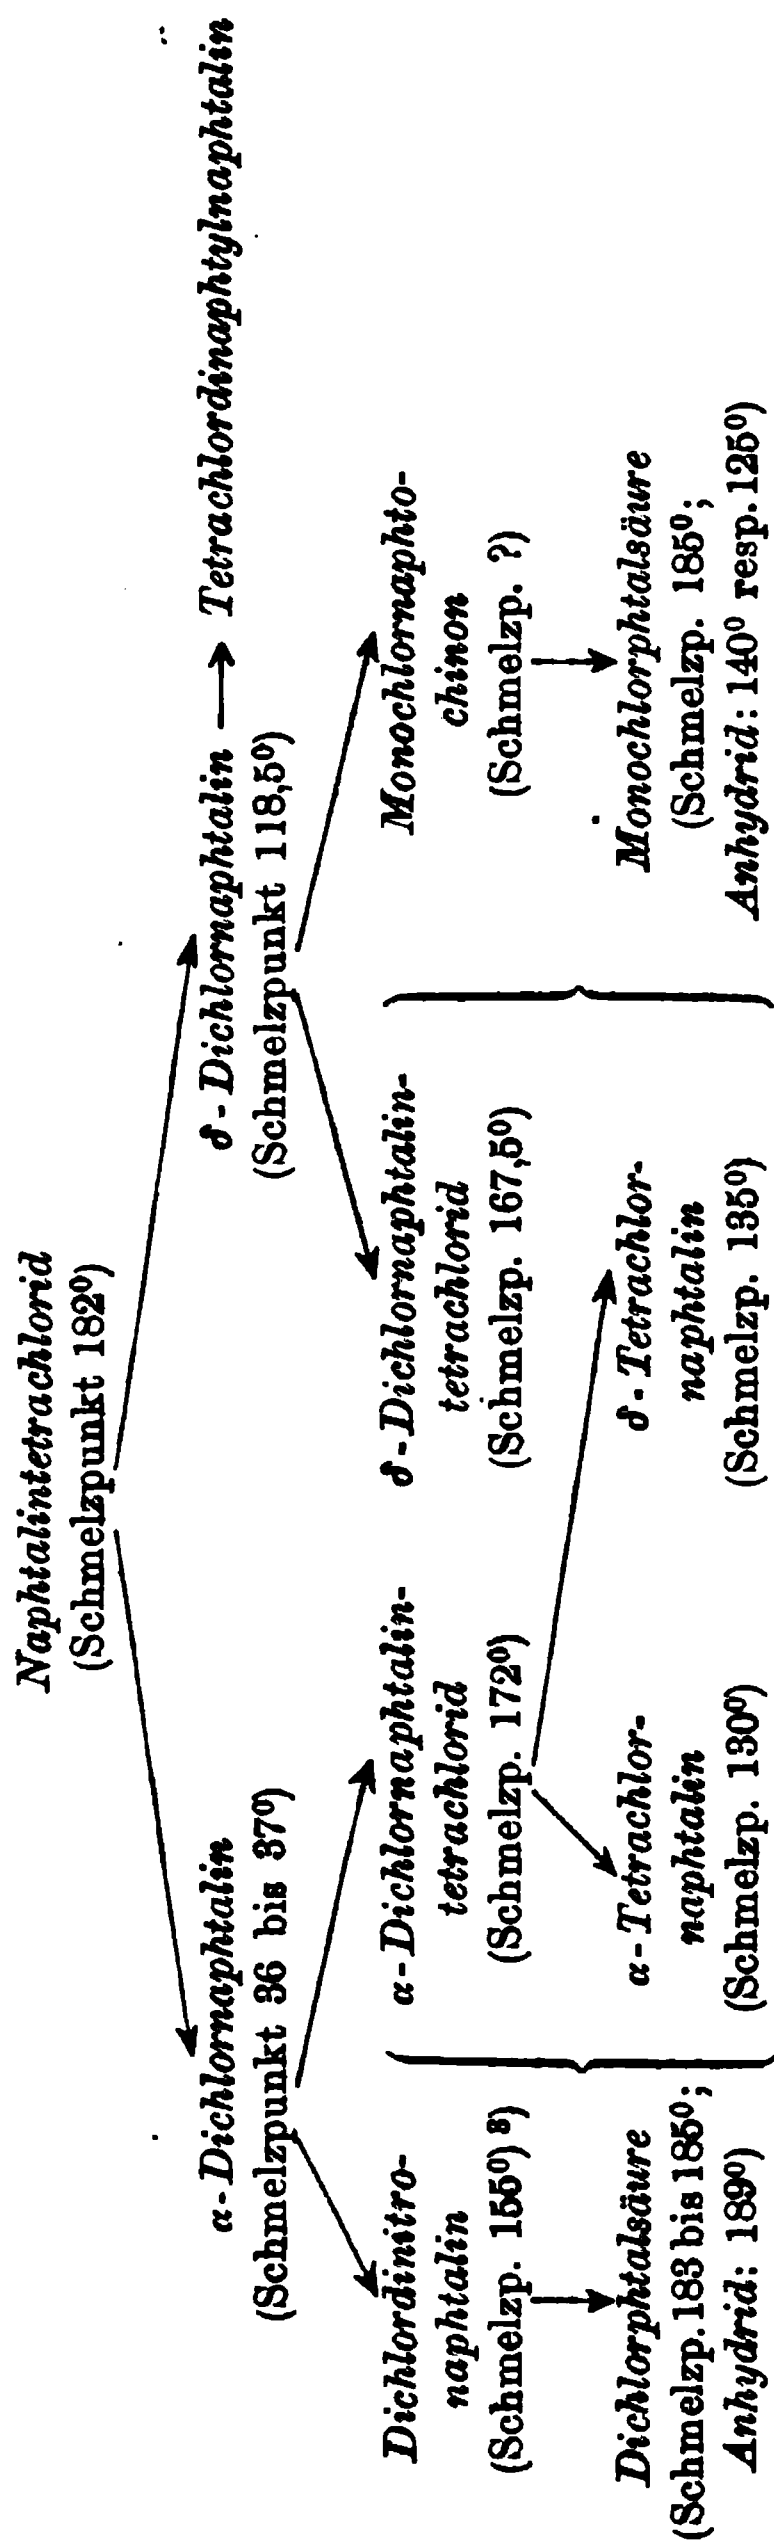 Naphtalintetrachlorid
(Schmelzpunkt 182⁰)
α-Dichlornaphtalin
(Schmelzpunkt 36 bis 37⁰)
δ-Dichlornaphtalin → Tetrachlordinaphtylnaphtalin
(Schmelzpunkt 118,5⁰)
Dichlordinitro-
naphtalin
(Schmelzp. 155⁰) ⁸)
α-Dichlornaphtalin-
tetrachlorid
(Schmelzp. 172⁰)
δ-Dichlornaphtalin-
tetrachlorid
(Schmelzp. 167,5⁰)
Monochlornaphto-
chinon
(Schmelzp. ?)
Dichlorphtalsäure
(Schmelzp. 183 bis 185⁰;
Anhydrid: 189⁰)
α-Tetrachlor-
naphtalin
(Schmelzp. 130⁰)
δ-Tetrachlor-
naphtalin
(Schmelzp. 135⁰)
Monochlorphtalsäure
(Schmelzp. 185⁰;
Anhydrid: 140⁰ resp. 125⁰)